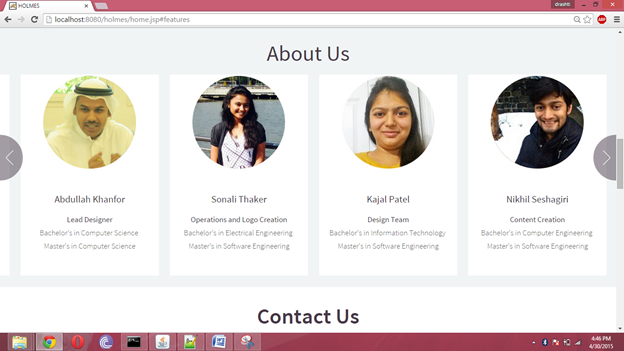 HOLMES
drashti
localhost:8080/holmes/home.jsp#features
ABP
About Us
Abdullah Khanfor
Lead Designer
Bachelor's in Computer Science
Master's in Computer Science
Sonali Thaker
Operations and Logo Creation
Bachelor's in Electrical Engineering
Master's in Software Engineering
Kajal Patel
Design Team
Bachelor's in Information Technology
Master's in Software Engineering
Nikhil Seshagiri
Content Creation
Bachelor's in Computer Engineering
Master's in Software Engineering
Contact Us
4:46 PM
4/30/2015